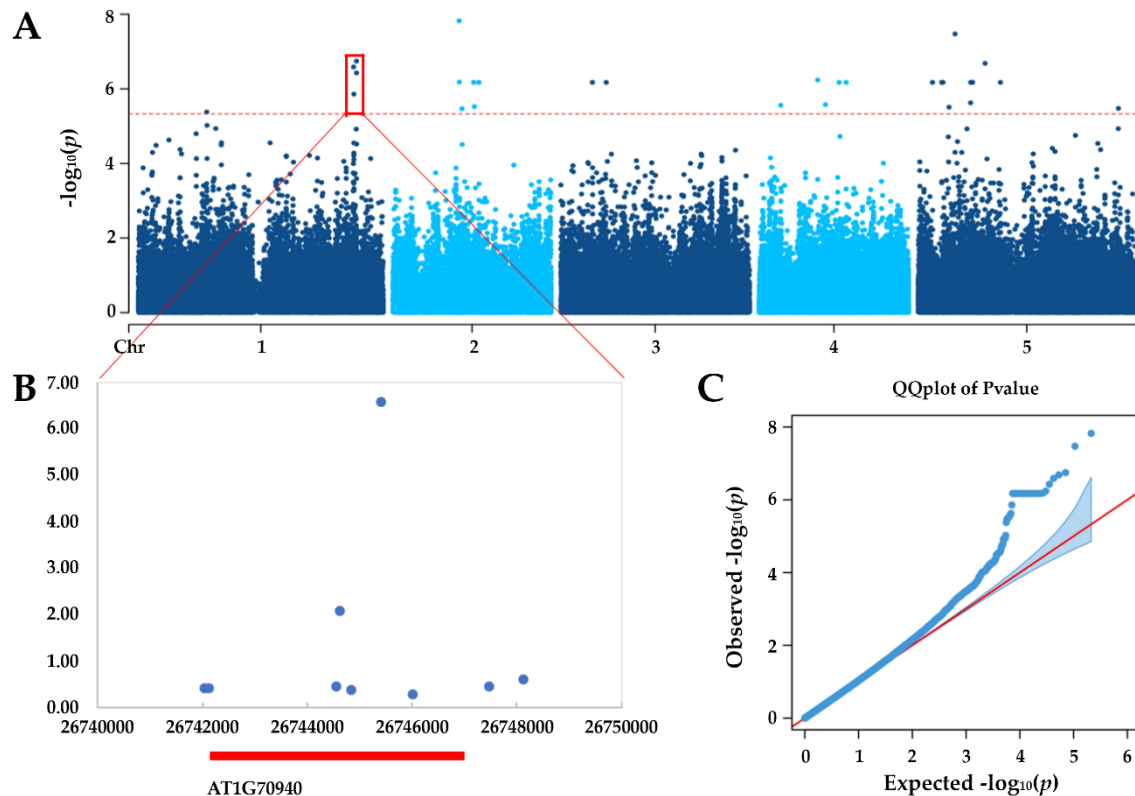 A
-log₁₀(p)
8
6
4
2
0
Chr 1 2 3 4 5
B
7.00
6.00
5.00
4.00
3.00
2.00
1.00
0.00
26740000 26742000 26744000 26746000 26748000 26750000
AT1G70940
C
QQplot of Pvalue
Observed -log₁₀(p)
8
6
4
2
0
0 1 2 3 4 5 6
Expected -log₁₀(p)